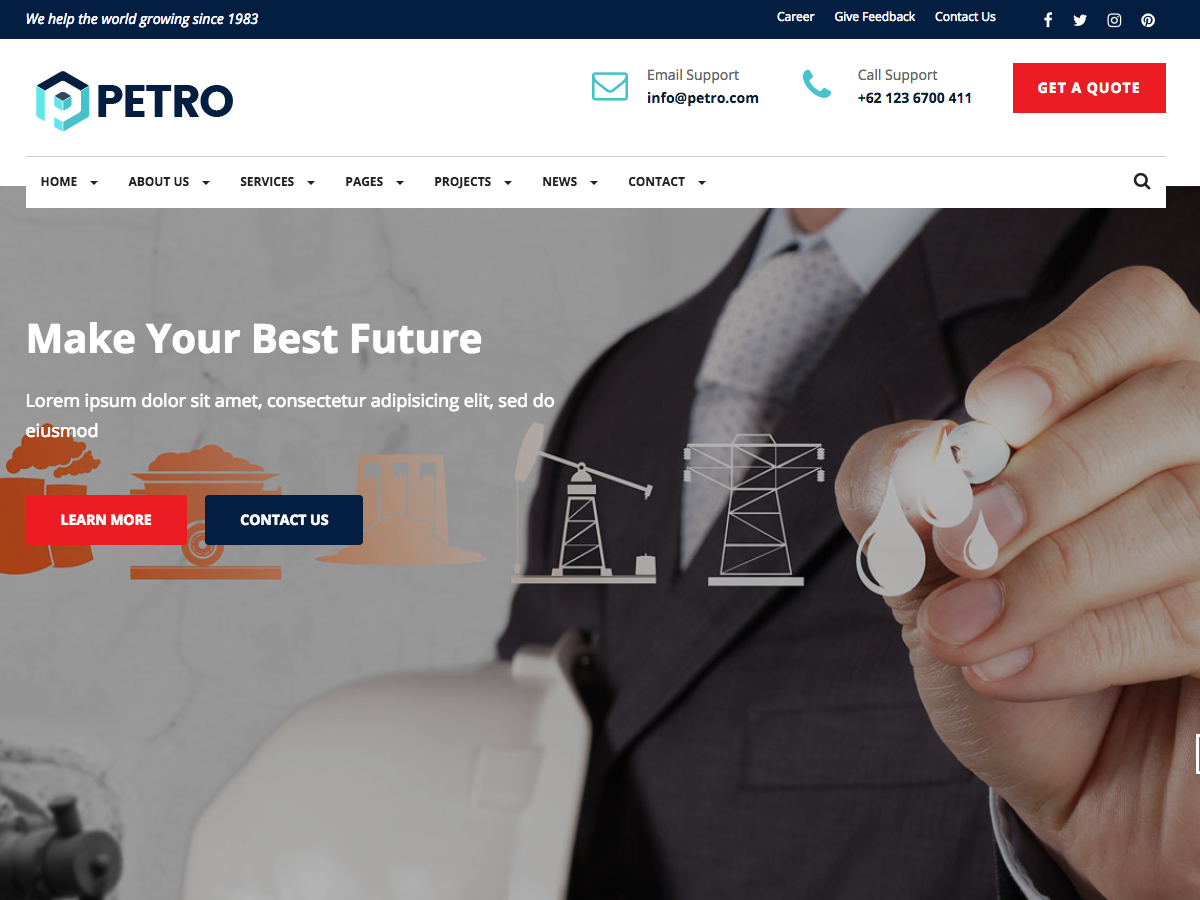 We help the world growing since 1983
Career Give Feedback Contact Us
PETRO
Email Support
info@petro.com
Call Support
+62 123 6700 411
GET A QUOTE
HOME ABOUT US SERVICES PAGES PROJECTS NEWS CONTACT
Make Your Best Future
Lorem ipsum dolor sit amet, consectetur adipisicing elit, sed do
eiusmod
LEARN MORE CONTACT US